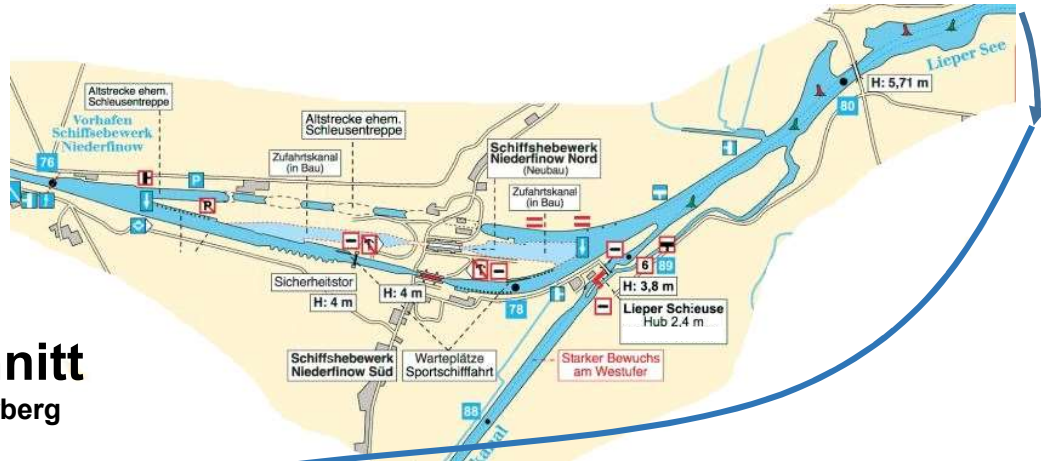 Altstrecke ehem.
Schleusentreppe
Vorhafen
Schiffsebewerk
Niederfinow
76
P
R
Altstrecke ehem.
Schleusentreppe
Zufahrtskanal
(in Bau)
Schiffshebewerk
Niederfinow Nord
(Neubau)
Zufahrtskanal
(in Bau)
Lieper See
H: 5,71 m
80
Sicherheitstor
H: 4 m
H: 4 m
78
6
89
H: 3,8 m
Lieper Schleuse
Hub 2.4 m
Schiffshebewerk
Niederfinow Süd
Warteplätze
Sportschifffahrt
Starker Bewuchs
am Westufer
88
kanal
nitt
berg